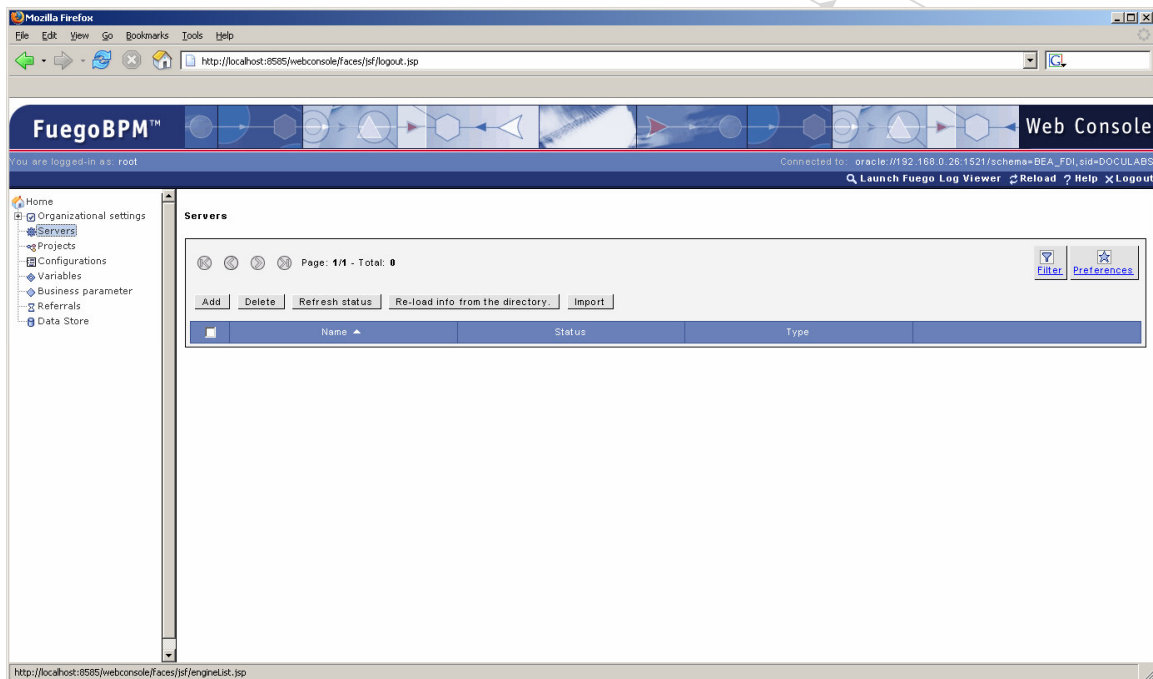 Mozilla Firefox
File Edit View Go Bookmarks Tools Help
http://localhost:8585/webconsole/faces/jsf/logout.jsp
G
FuegoBPM™ Web Console
You are logged-in as: root Connected to: oracle://192.168.0.26:1521/schema=BEA_FDI,sid=DOCULABS
Launch Fuego Log Viewer Reload ? Help X Logout
Home
Organizational settings
Servers
Projects
Configurations
Variables
Business parameter
Referrals
Data Store
Servers
Page: 1/1 - Total: 0
Filter Preferences
Add Delete Refresh status Re-load info from the directory. Import
Name Status Type
http://localhost:8585/webconsole/faces/jsf/engineList.jsp